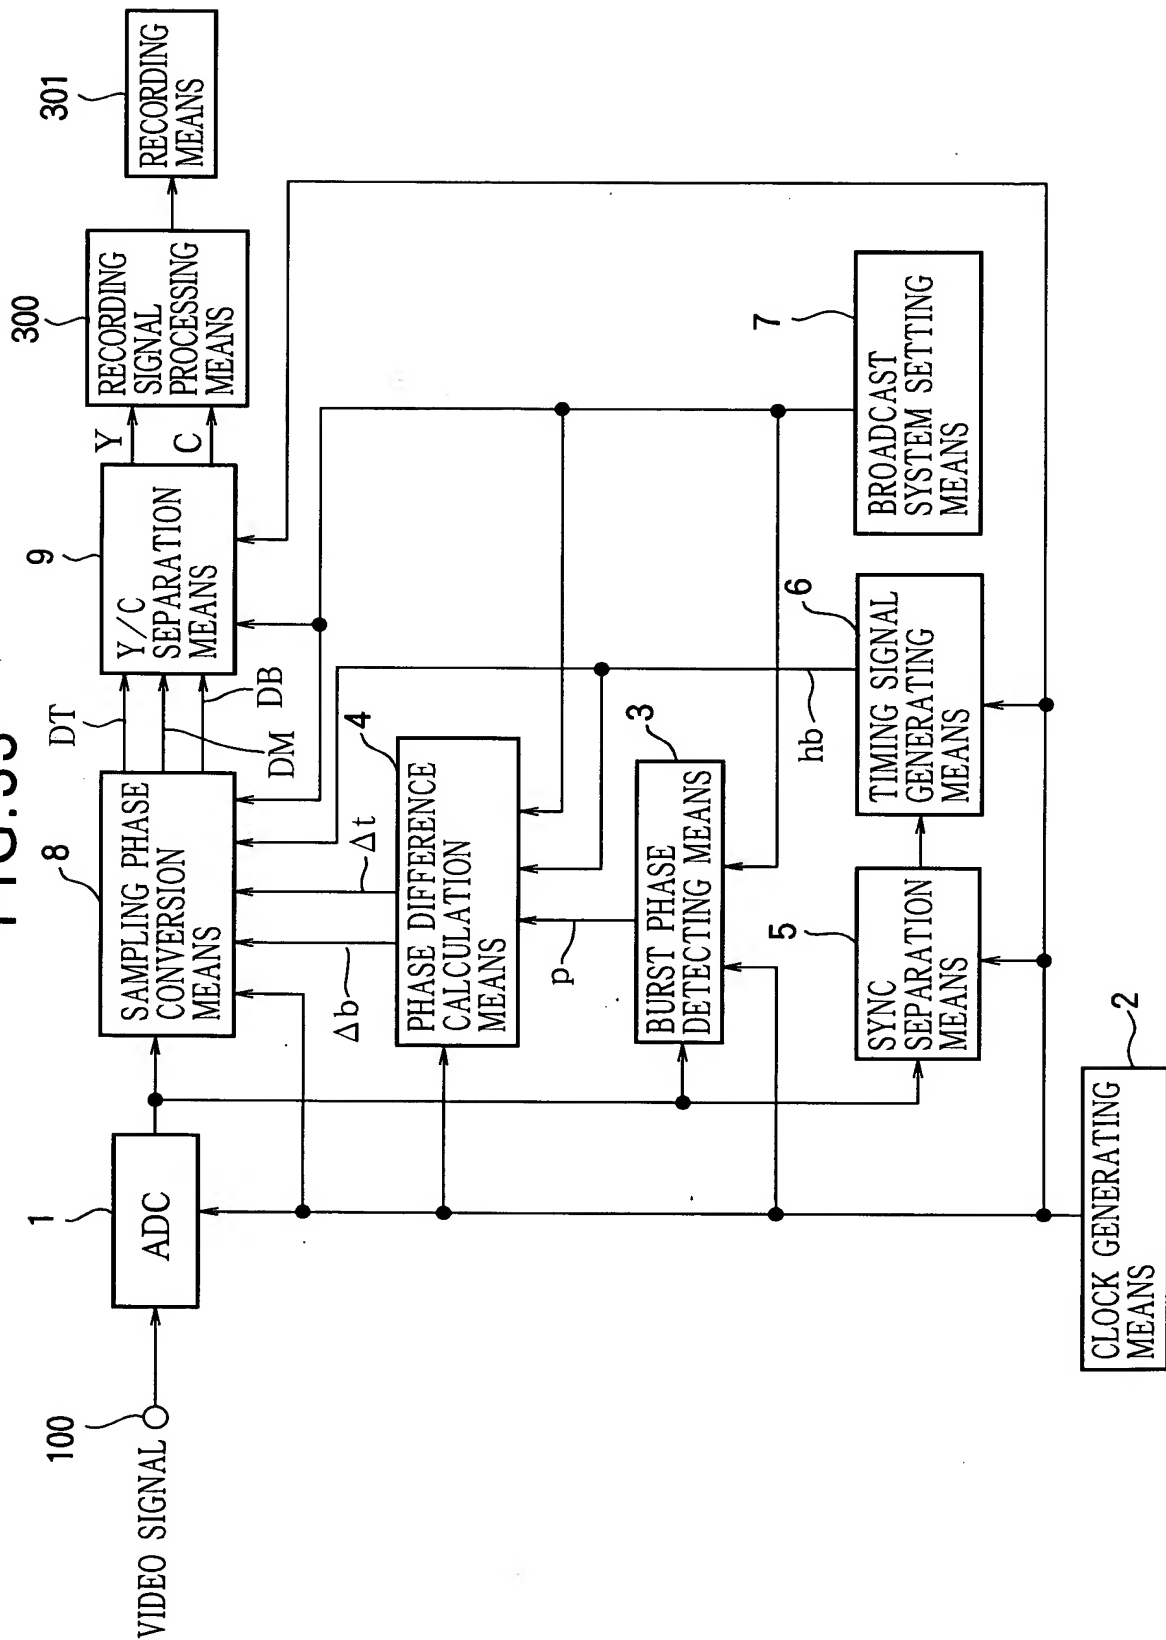 VIDEO SIGNAL
100
1
ADC
8
SAMPLING PHASE
CONVERSION
MEANS
DT
DM
DB
9
Y/C
SEPARATION
MEANS
Y
C
300
RECORDING
SIGNAL
PROCESSING
MEANS
301
RECORDING
MEANS
Δb
Δt
4
PHASE DIFFERENCE
CALCULATION
MEANS
p
3
BURST PHASE
DETECTING MEANS
hb
5
SYNC
SEPARATION
MEANS
6
TIMING SIGNAL
GENERATING
MEANS
7
BROADCAST
SYSTEM SETTING
MEANS
2
CLOCK GENERATING
MEANS